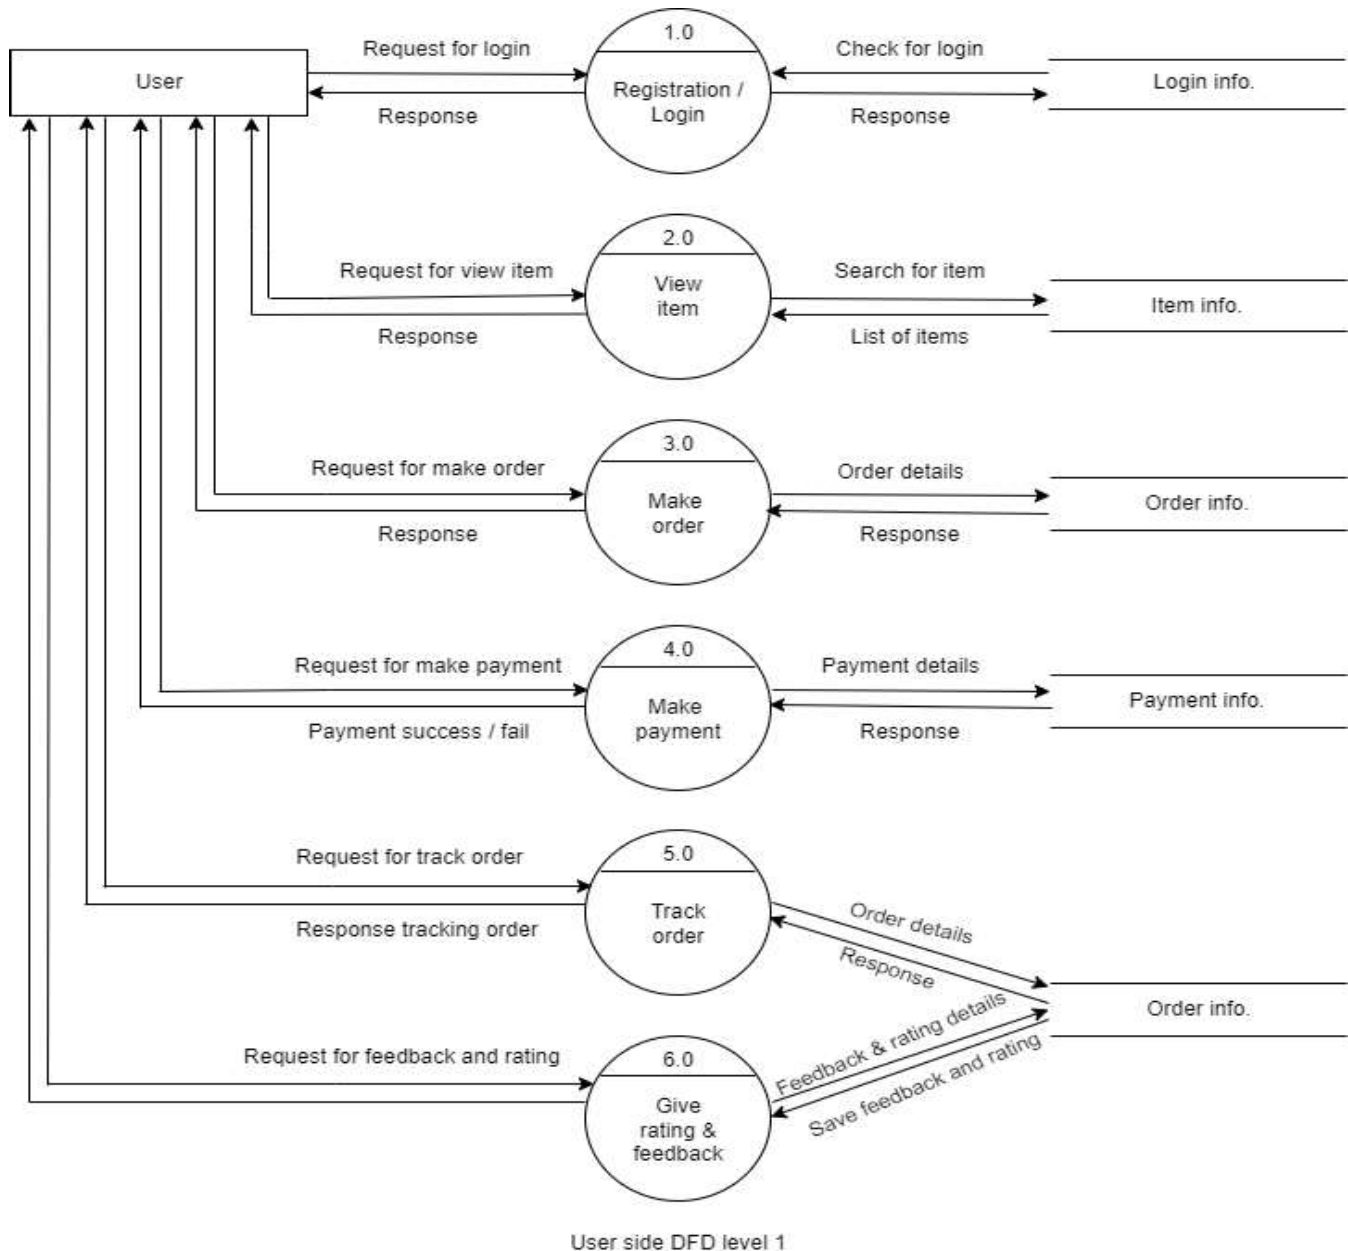 1.0
Request for login
Check for login
User
Registration /
Login
Login info.
Response
Response
2.0
Request for view item
Search for item
View
item
Item info.
Response
List of items
3.0
Request for make order
Order details
Make
order
Order info.
Response
Response
4.0
Request for make payment
Payment details
Make
payment
Payment info.
Payment success / fail
Response
5.0
Request for track order
Track
order
Order details
Response tracking order
Response
Order info.
6.0
Request for feedback and rating
Feedback & rating details
Give
rating &
feedback
Save feedback and rating
User side DFD level 1